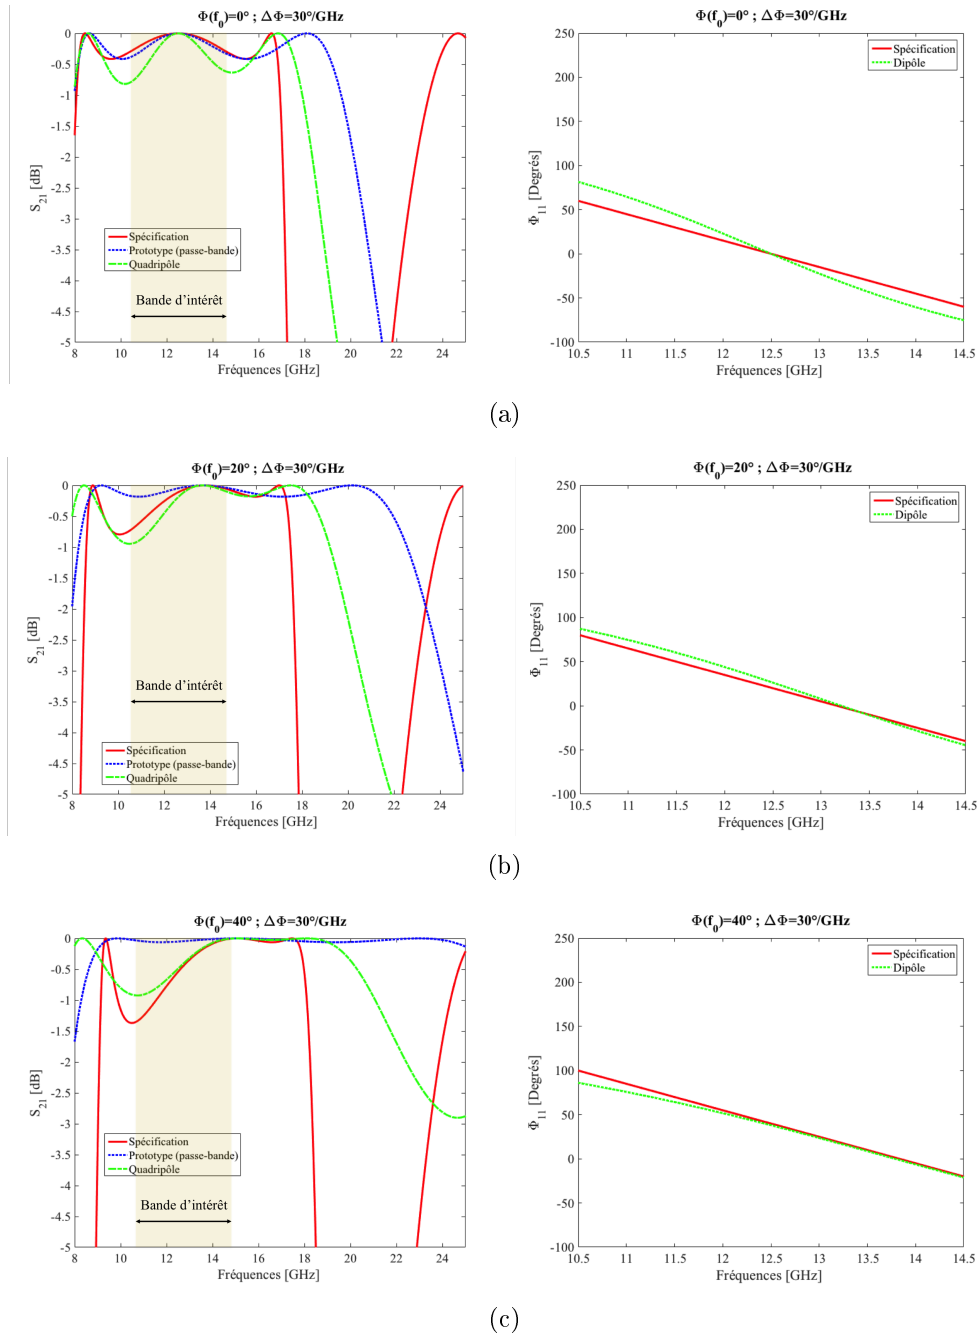 Φ(f0)=0° ; ΔΦ=30°/GHz
0
-0.5
-1
-1.5
-2
-2.5
-3
-3.5
-4
-4.5
-5
S21 [dB]
Spécification
Prototype (passe-bande)
Quadripôle
Bande d'intérêt
8 10 12 14 16 18 20 22 24
Fréquences [GHz]
Φ(f0)=0° ; ΔΦ=30°/GHz
250
200
150
100
50
0
-50
-100
Φ11 [Degrés]
Spécification
Dipôle
10.5 11 11.5 12 12.5 13 13.5 14 14.5
Fréquences [GHz]
(a)
Φ(f0)=20° ; ΔΦ=30°/GHz
0
-0.5
-1
-1.5
-2
-2.5
-3
-3.5
-4
-4.5
-5
S21 [dB]
Bande d'intérêt
Spécification
Prototype (passe-bande)
Quadripôle
8 10 12 14 16 18 20 22 24
Fréquences [GHz]
Φ(f0)=20° ; ΔΦ=30°/GHz
250
200
150
100
50
0
-50
-100
Φ11 [Degrés]
Spécification
Dipôle
10.5 11 11.5 12 12.5 13 13.5 14 14.5
Fréquences [GHz]
(b)
Φ(f0)=40° ; ΔΦ=30°/GHz
0
-0.5
-1
-1.5
-2
-2.5
-3
-3.5
-4
-4.5
-5
S21 [dB]
Spécification
Prototype (passe-bande)
Quadripôle
Bande d'intérêt
8 10 12 14 16 18 20 22 24
Fréquences [GHz]
Φ(f0)=40° ; ΔΦ=30°/GHz
250
200
150
100
50
0
-50
-100
Φ11 [Degrés]
Spécification
Dipôle
10.5 11 11.5 12 12.5 13 13.5 14 14.5
Fréquences [GHz]
(c)